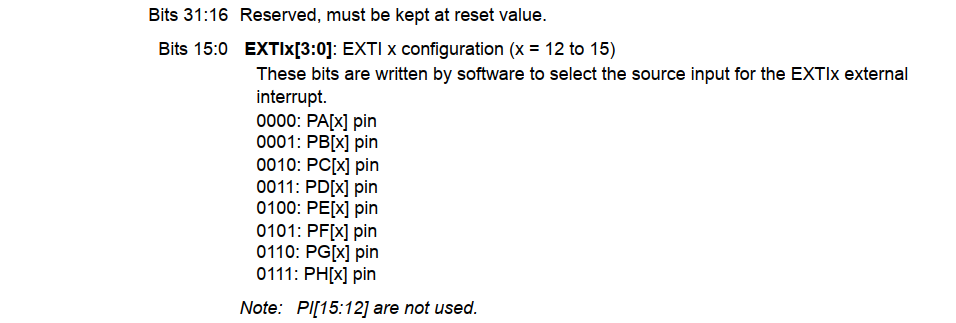 Bits 31:16 Reserved, must be kept at reset value.
Bits 15:0 EXTIx[3:0]: EXTI x configuration (x = 12 to 15)
These bits are written by software to select the source input for the EXTIx external
interrupt.
0000: PA[x] pin
0001: PB[x] pin
0010: PC[x] pin
0011: PD[x] pin
0100: PE[x] pin
0101: PF[x] pin
0110: PG[x] pin
0111: PH[x] pin
Note: PI[15:12] are not used.